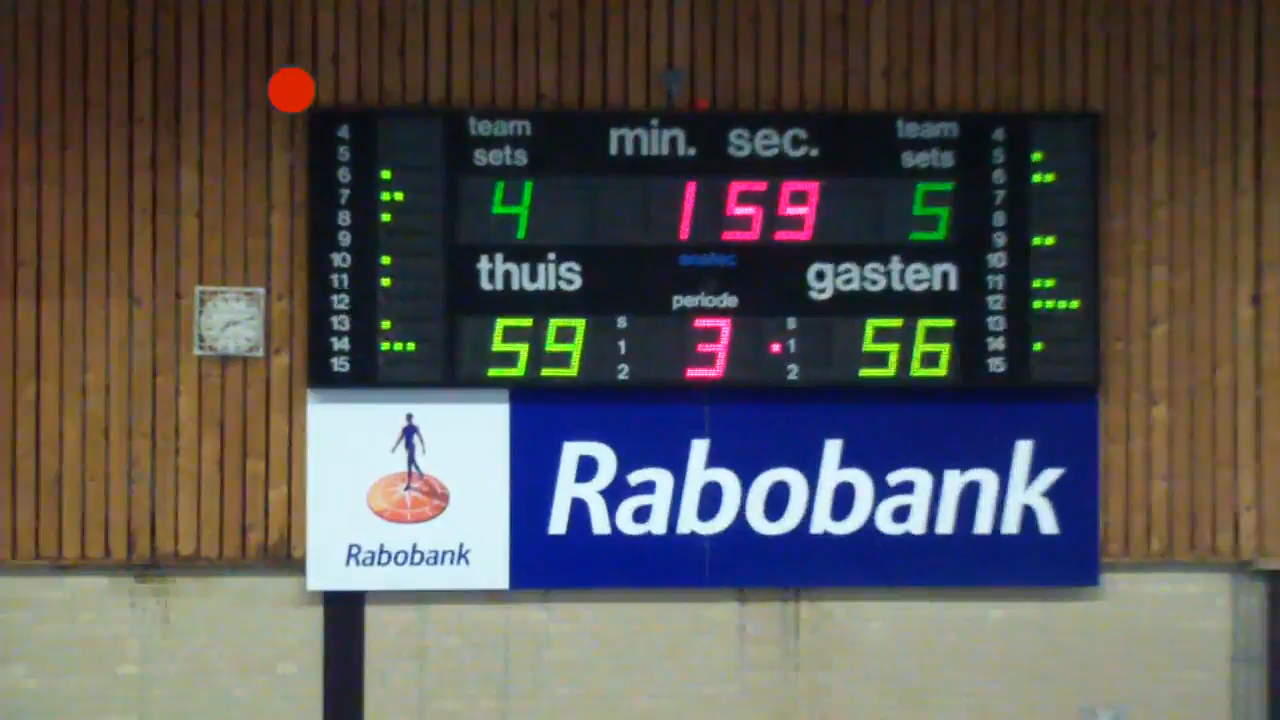 team min. sec. team
sets sets
4 1 59 5
thuis gasten
periode
59 3 56
s s
1 1
2 2
4 4
5 5
6 6
7 7
8 8
9 9
10 10
11 11
12 12
13 13
14 14
15 15
Rabobank
Rabobank